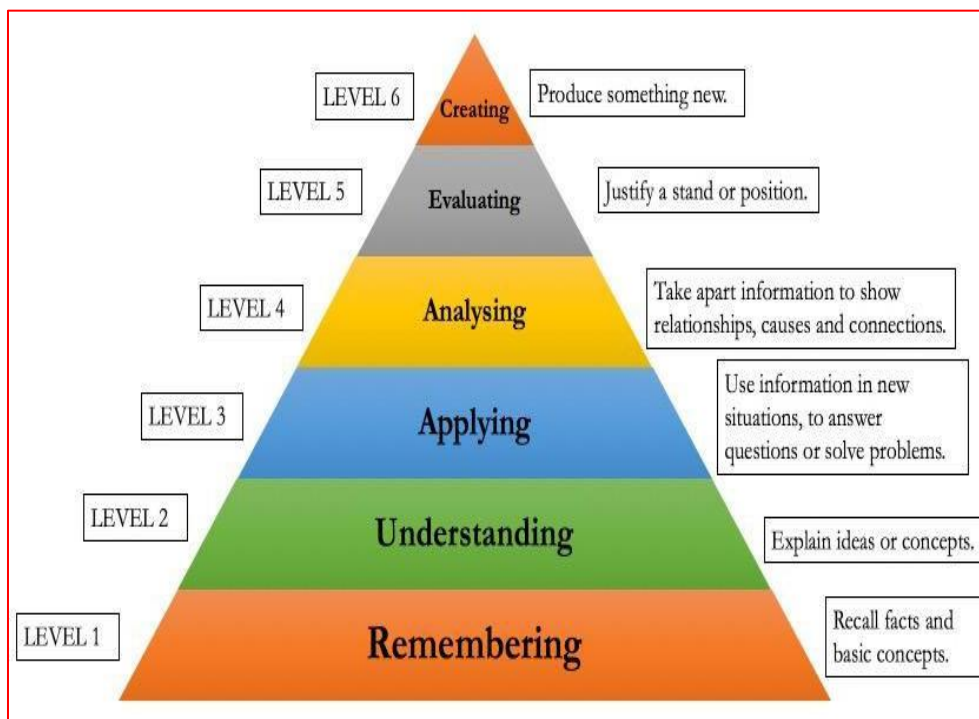 LEVEL 6
Creating
Produce something new.
LEVEL 5
Evaluating
Justify a stand or position.
LEVEL 4
Analysing
Take apart information to show
relationships, causes and connections.
LEVEL 3
Applying
Use information in new
situations, to answer
questions or solve problems.
LEVEL 2
Understanding
Explain ideas or concepts.
LEVEL 1
Remembering
Recall facts and
basic concepts.